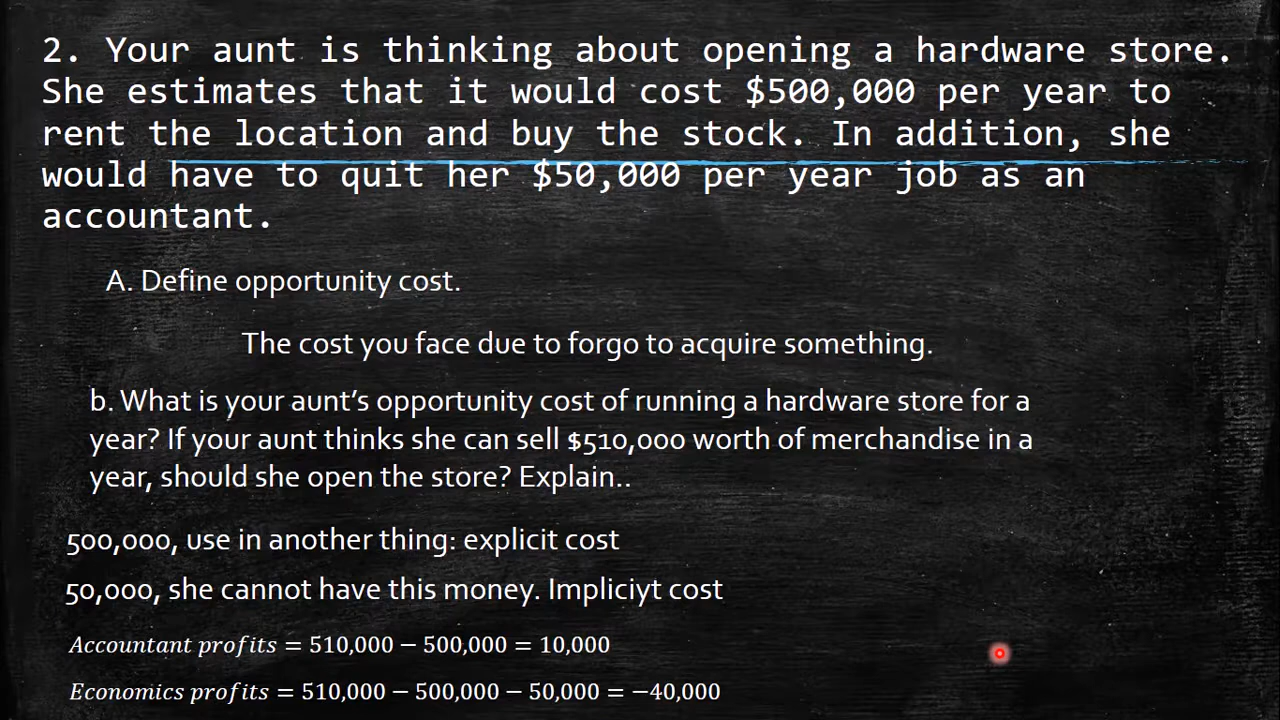 2. Your aunt is thinking about opening a hardware store.
She estimates that it would cost $500,000 per year to
rent the location and buy the stock. In addition, she
would have to quit her $50,000 per year job as an
accountant.
A. Define opportunity cost.
The cost you face due to forgo to acquire something.
b. What is your aunt’s opportunity cost of running a hardware store for a
year? If your aunt thinks she can sell $510,000 worth of merchandise in a
year, should she open the store? Explain..
500,000, use in another thing: explicit cost
50,000, she cannot have this money. Impliciyt cost
Accountant profits = 510,000 − 500,000 = 10,000
Economics profits = 510,000 − 500,000 − 50,000 = −40,000